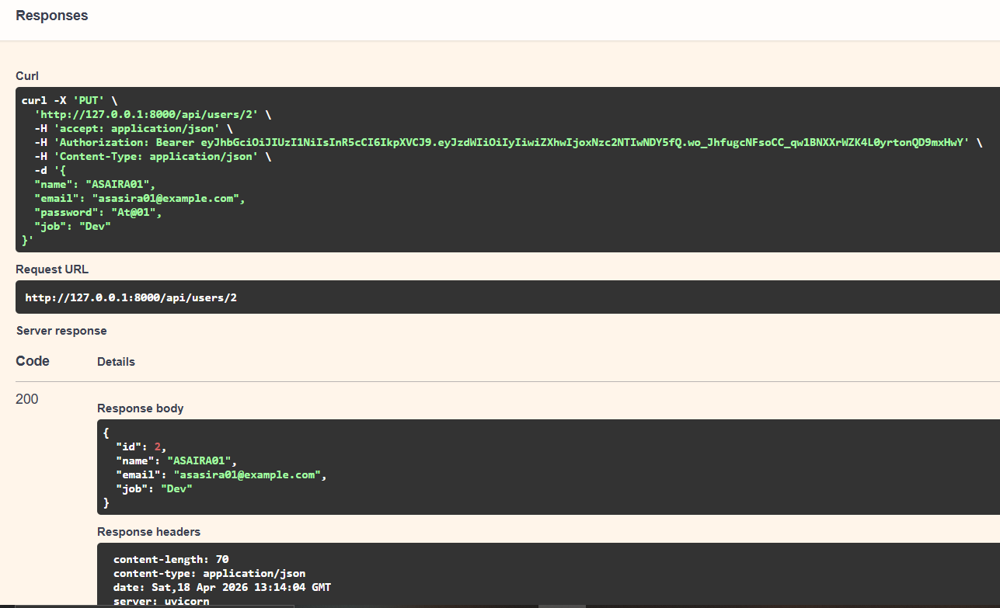 Responses
Curl
curl -X 'PUT' \
  'http://127.0.0.1:8000/api/users/2' \
  -H 'accept: application/json' \
  -H 'Authorization: Bearer eyJhbGciOiJIUzI1NiIsInR5cCI6IkpXVCJ9.eyJzdWIiOiIyIiwiZXhwIjoxNzc2NTIwNDY5fQ.wo_JhfugcNFsoCC_qw1BNXXrWZK4L0yrtonQD9mxHwY' \
  -H 'Content-Type: application/json' \
  -d '{
  "name": "ASAIRA01",
  "email": "asasira01@example.com",
  "password": "At@01",
  "job": "Dev"
}'
Request URL
http://127.0.0.1:8000/api/users/2
Server response
Code Details
200
Response body
{
  "id": 2,
  "name": "ASAIRA01",
  "email": "asasira01@example.com",
  "job": "Dev"
}
Response headers
content-length: 70
content-type: application/json
date: Sat,18 Apr 2026 13:14:04 GMT
server: uvicorn